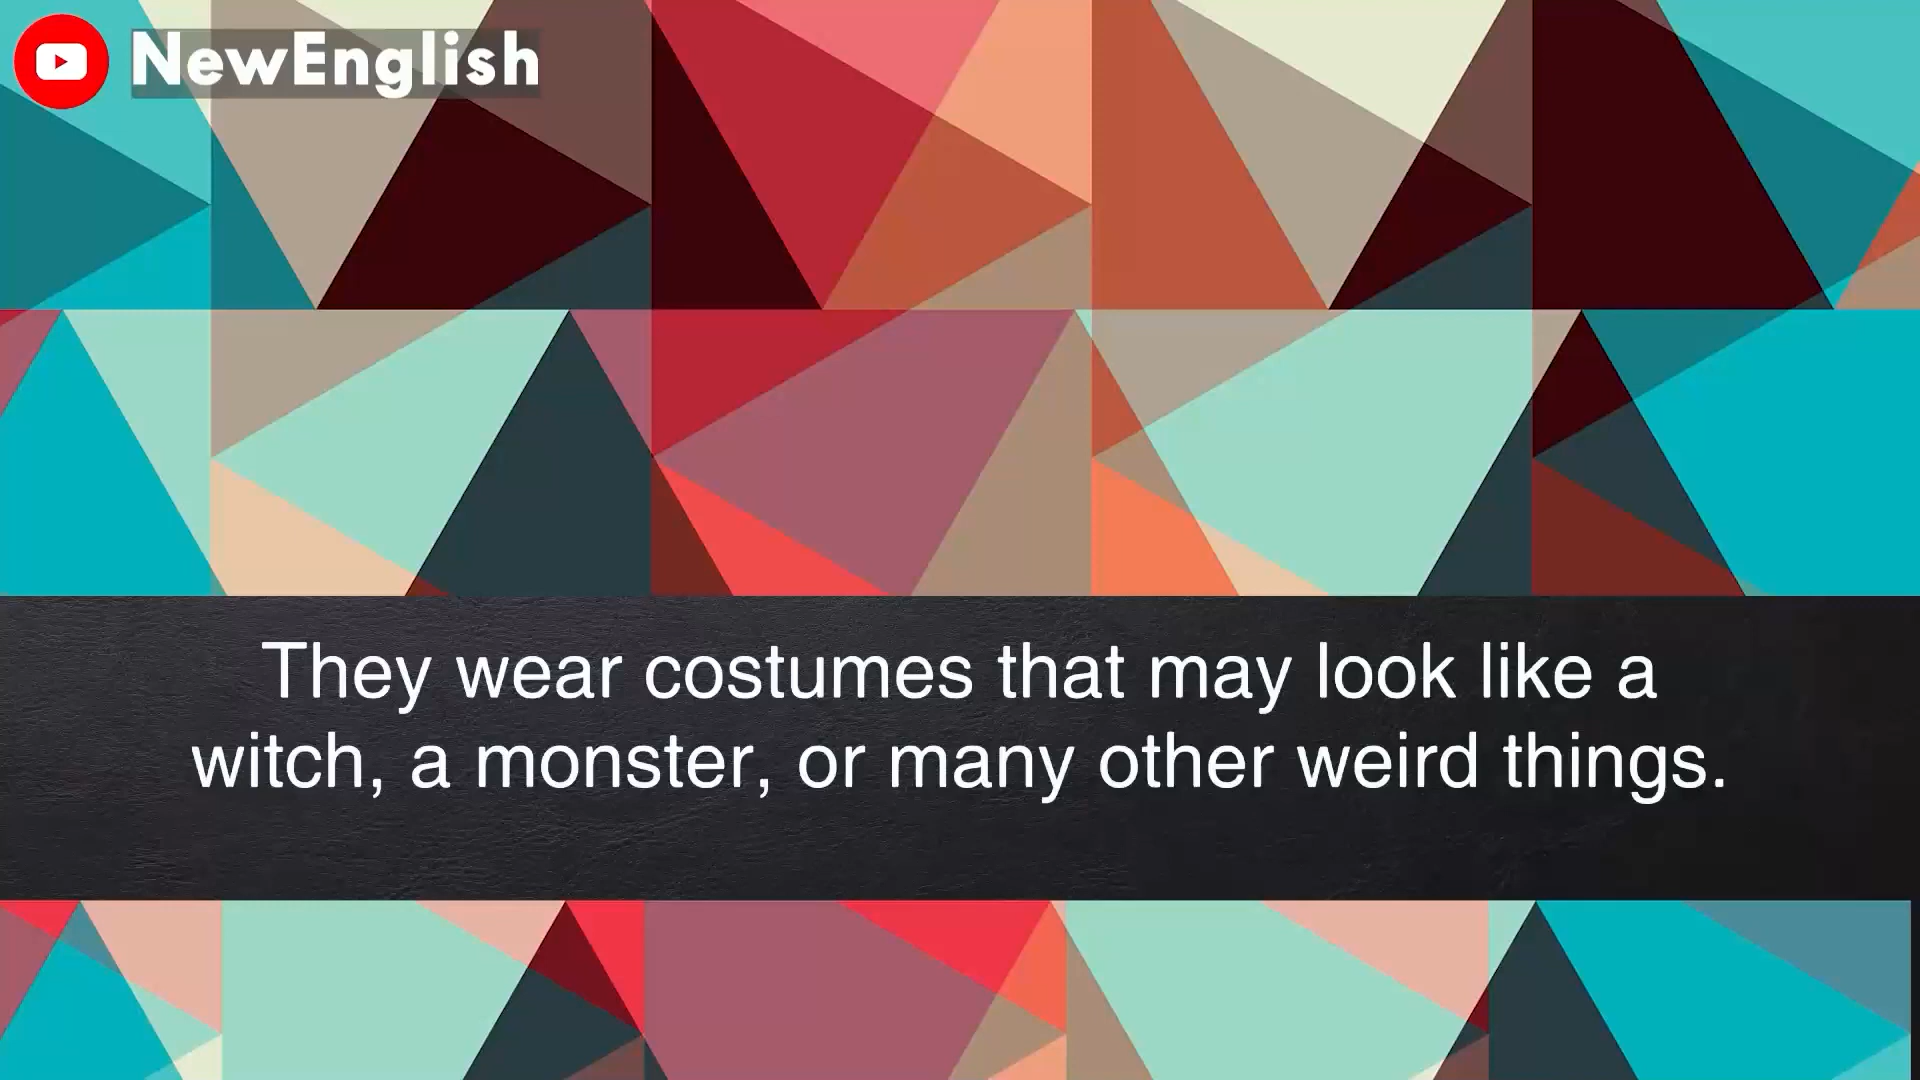 NewEnglish
They wear costumes that may look like a
witch, a monster, or many other weird things.